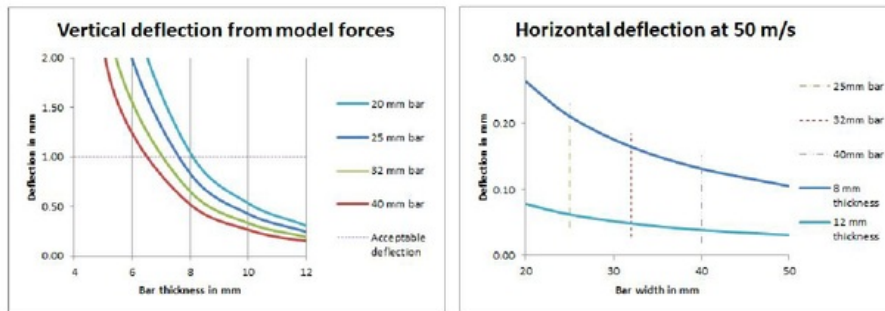 Vertical deflection from model forces
2.00
1.50
1.00
0.50
0.00
4
6
8
10
12
Deflection in mm
Bar thickness in mm
20 mm bar
25 mm bar
32 mm bar
40 mm bar
Acceptable
deflection
Horizontal deflection at 50 m/s
0.30
0.20
0.10
0.00
20
30
40
50
Deflection in mm
Bar width in mm
25mm bar
32mm bar
40mm bar
8 mm
thickness
12 mm
thickness